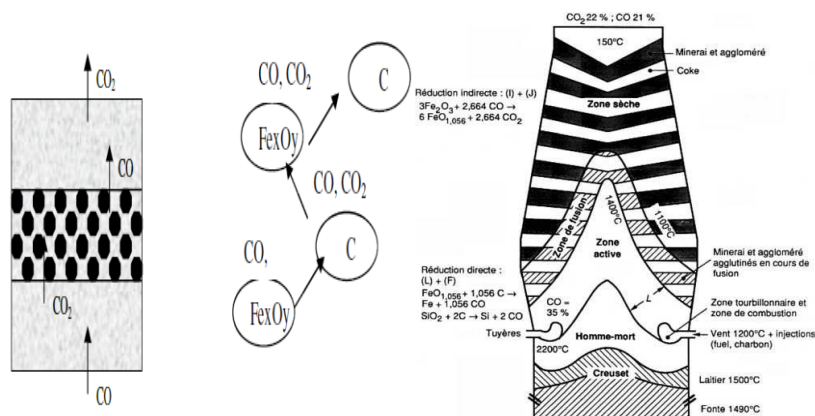 CO₂
CO
CO₂
CO
CO, CO₂
C
FexOy
CO, CO₂
C
CO,
FexOy
CO₂ 22 % ; CO 21 %
150°C
Minerai et aggloméré
Coke
Réduction indirecte : (I) + (J)
3Fe₂O₃ + 2,664 CO →
6 FeO₁,₀₅₆ + 2,664 CO₂
Zone sèche
Zone de fusion
1400°C
1100°C
Zone
active
Minerai et aggloméré
agglutinés en cours de
fusion
Réduction directe :
(L) + (F)
FeO₁,₀₅₆ + 1,056 C →
Fe + 1,056 CO
SiO₂ + 2C → Si + 2 CO
CO =
35 %
L
Zone tourbillonnaire et
zone de combustion
Tuyères
2200°C
Homme-mort
Vent 1200°C + injections
(fuel, charbon)
Creuset
Laitier 1500°C
Fonte 1490°C